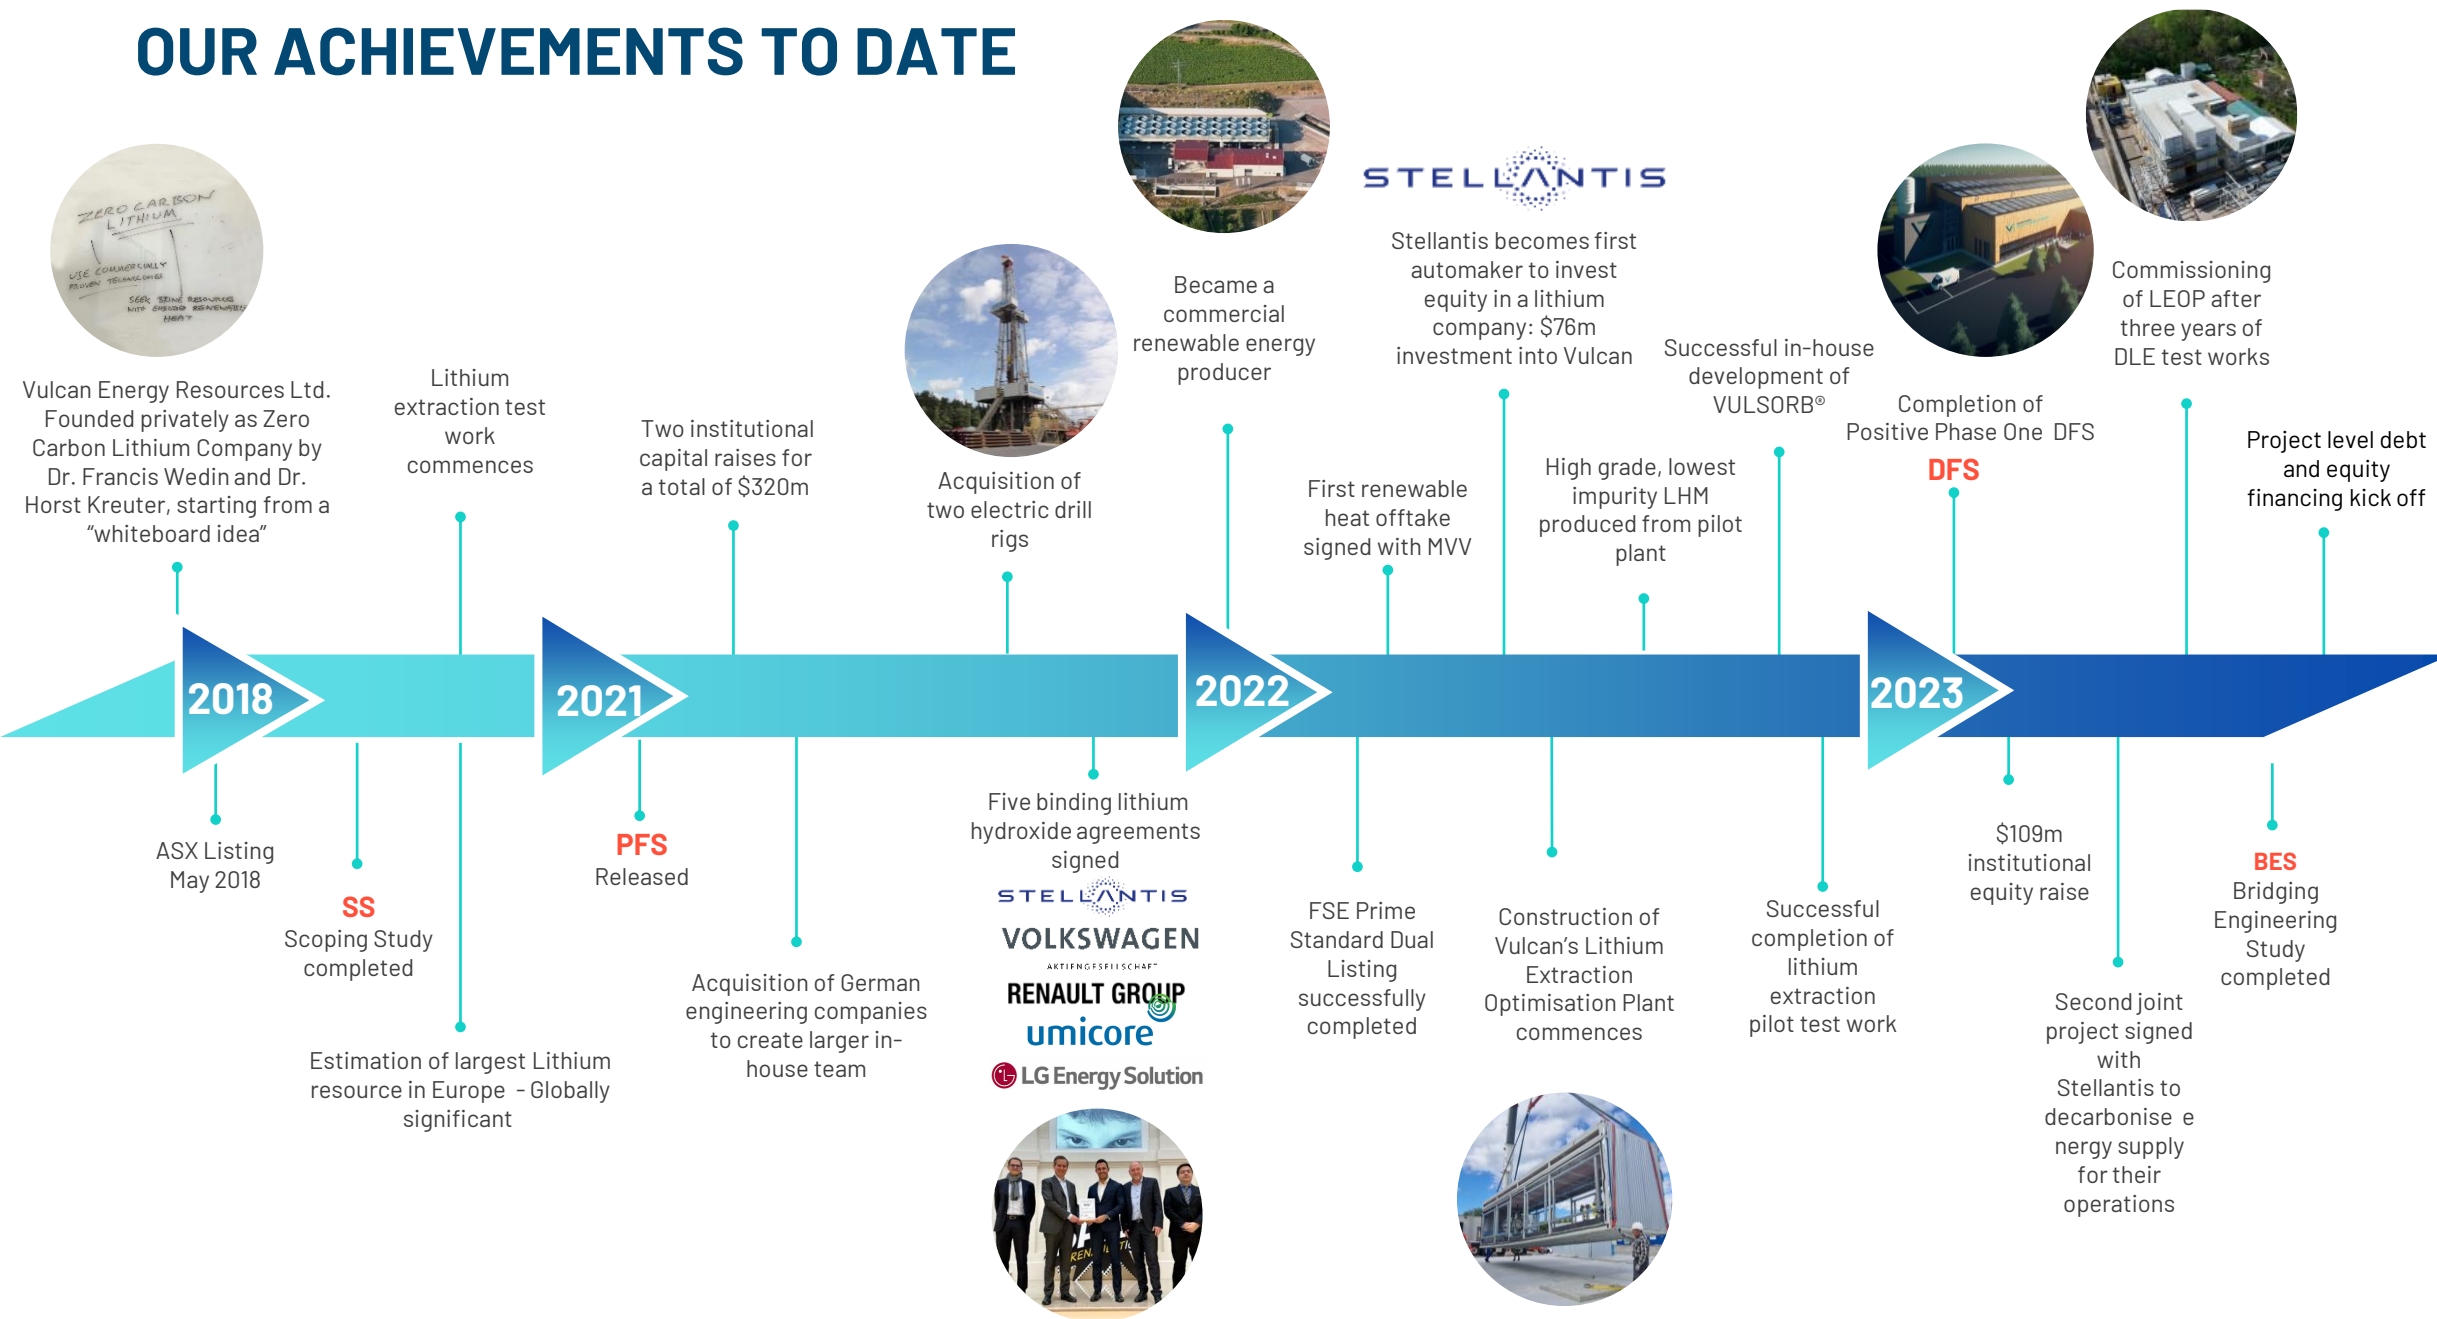 OUR ACHIEVEMENTS TO DATE
ZERO CARBON
LITHIUM
USE COMMERCIALLY
PROVEN TECHNOLOGIES
SEEK BRINE RESOURCES
WITH
RENEWABLE
HEAT
Vulcan Energy Resources Ltd.
Founded privately as Zero
Carbon Lithium Company by
Dr. Francis Wedin and Dr.
Horst Kreuter, starting from a
“whiteboard idea”
Lithium
extraction test
work
commences
Two institutional
capital raises for
a total of $320m
Acquisition of
two electric drill
rigs
Became a
commercial
renewable energy
producer
First renewable
heat offtake
signed with MVV
STELLANTIS
Stellantis becomes first
automaker to invest
equity in a lithium
company: $76m
investment into Vulcan
High grade, lowest
impurity LHM
produced from pilot
plant
Successful in-house
development of
VULSORB®
Completion of
Positive Phase One DFS
DFS
Commissioning
of LEOP after
three years of
DLE test works
Project level debt
and equity
financing kick off
2018
2021
2022
2023
ASX Listing
May 2018
SS
Scoping Study
completed
Estimation of largest Lithium
resource in Europe - Globally
significant
PFS
Released
Acquisition of German
engineering companies
to create larger in-
house team
Five binding lithium
hydroxide agreements
signed
STELLANTIS
VOLKSWAGEN
AKTIENGESELLSCHAFT
RENAULT GROUP
umicore
LG Energy Solution
FSE Prime
Standard Dual
Listing
successfully
completed
Construction of
Vulcan’s Lithium
Extraction
Optimisation Plant
commences
Successful
completion of
lithium
extraction
pilot test work
$109m
institutional
equity raise
Second joint
project signed
with
Stellantis to
decarbonise e
nergy supply
for their
operations
BES
Bridging
Engineering
Study
completed